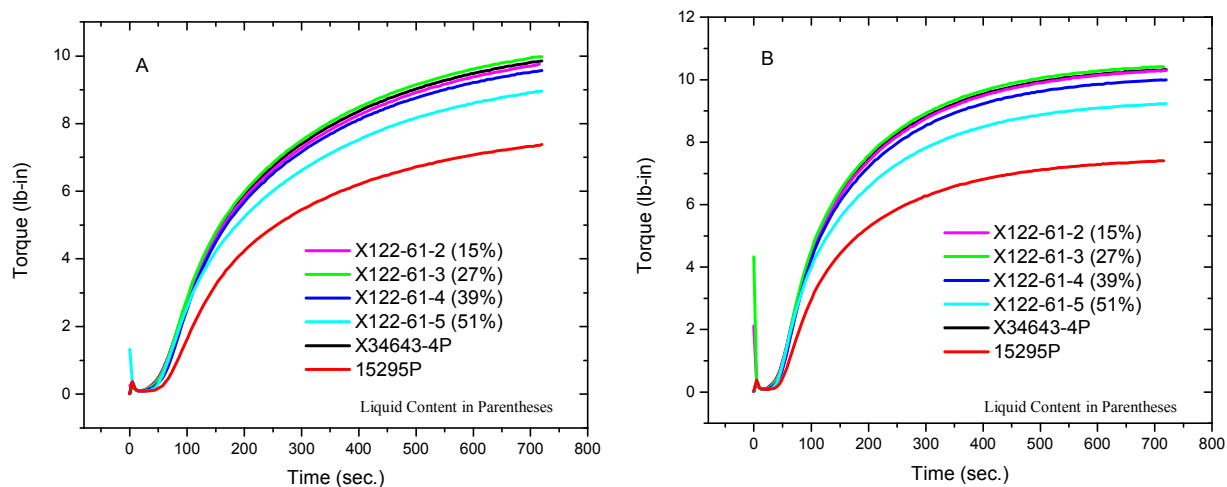 A
Torque (lb-in)
10
8
6
4
2
0
X122-61-2 (15%)
X122-61-3 (27%)
X122-61-4 (39%)
X122-61-5 (51%)
X34643-4P
15295P
Liquid Content in Parentheses
0 100 200 300 400 500 600 700 800
Time (sec.)
B
Torque (lb-in)
12
10
8
6
4
2
0
X122-61-2 (15%)
X122-61-3 (27%)
X122-61-4 (39%)
X122-61-5 (51%)
X34643-4P
15295P
Liquid Content in Parentheses
0 100 200 300 400 500 600 700 800
Time (sec.)